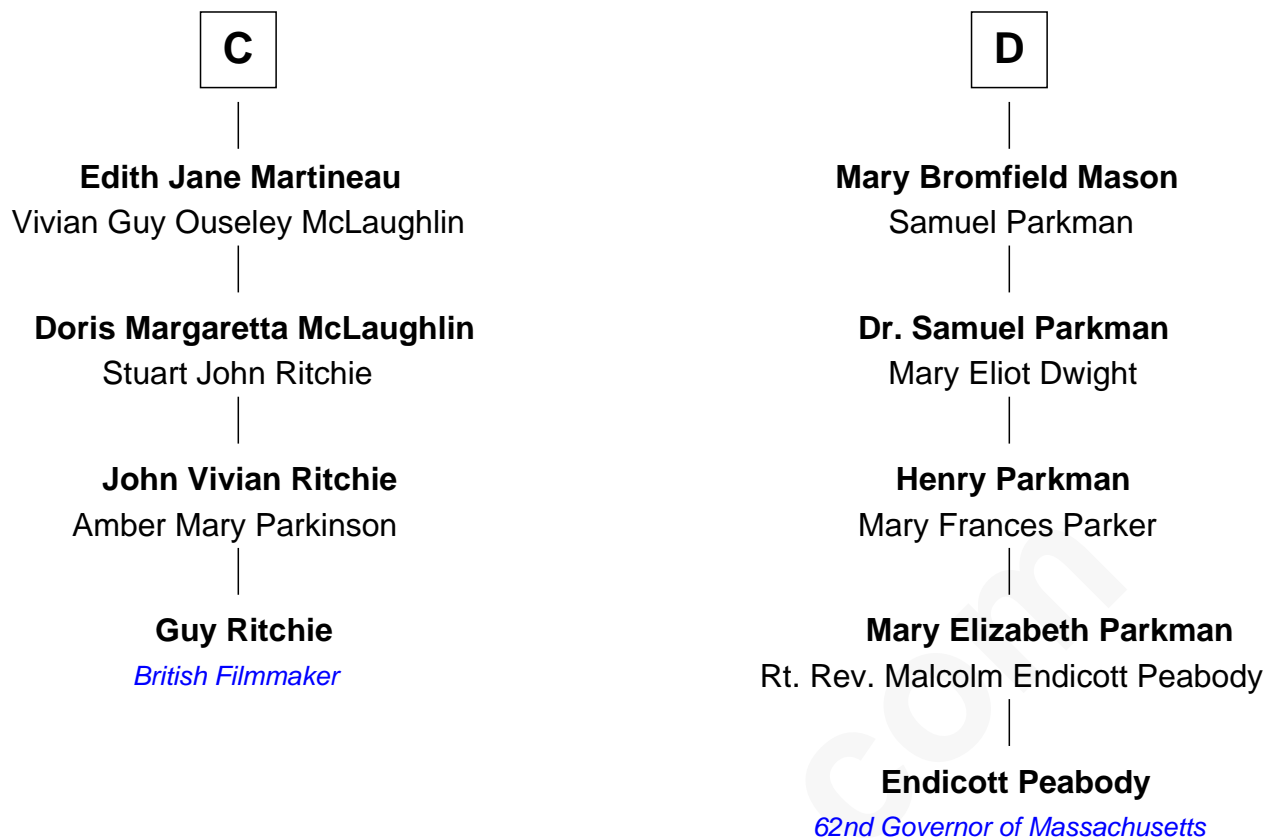 C
Edith Jane Martineau
Vivian Guy Ouseley McLaughlin
Doris Margaretta McLaughlin
Stuart John Ritchie
John Vivian Ritchie
Amber Mary Parkinson
Guy Ritchie
British Filmmaker
D
Mary Bromfield Mason
Samuel Parkman
Dr. Samuel Parkman
Mary Eliot Dwight
Henry Parkman
Mary Frances Parker
Mary Elizabeth Parkman
Rt. Rev. Malcolm Endicott Peabody
Endicott Peabody
62nd Governor of Massachusetts
com